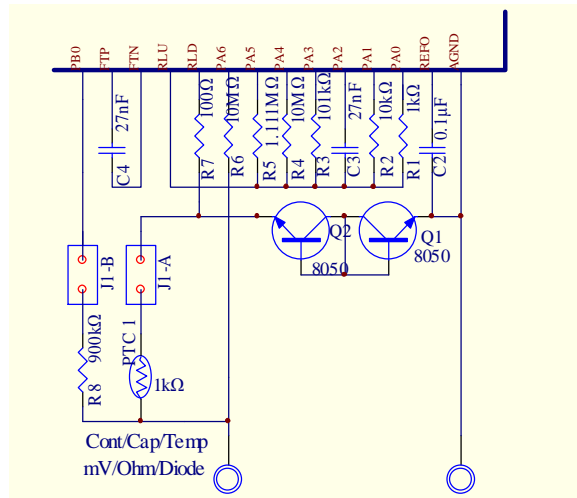 PB0
FTP
FTN
RLU
RLD
PA6
PA5
PA4
PA3
PA2
PA1
PA0
REFO
AGND
27nF
C4
100Ω
R7
10MΩ
R6
1.111MΩ
R5
10MΩ
R4
101kΩ
R3
27nF
C3
10kΩ
R2
1kΩ
R1
0.1μF
C2
Q2
8050
Q1
8050
J1-B
J1-A
900kΩ
R8
PTC 1
1kΩ
Cont/Cap/Temp
mV/Ohm/Diode